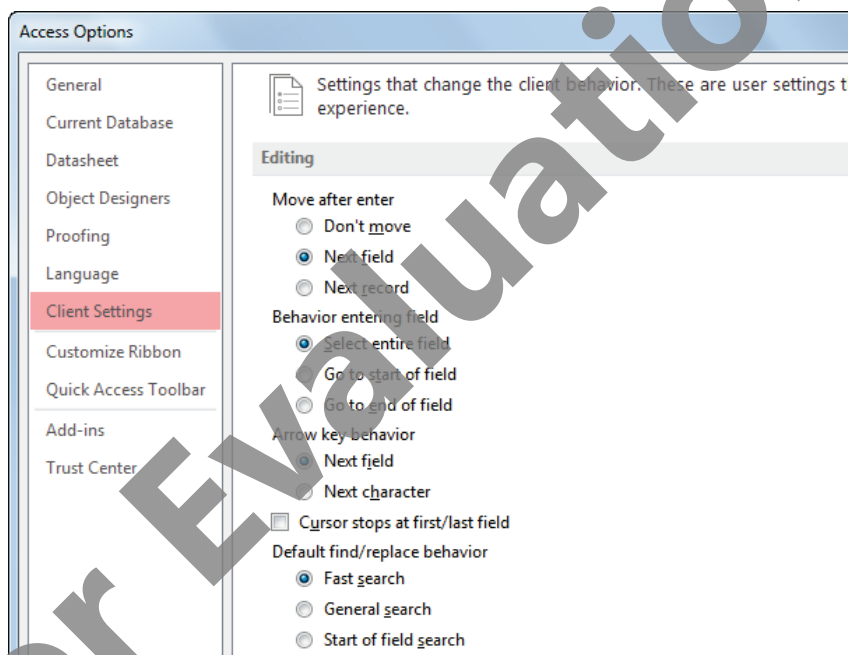 Access Options
General
Current Database
Datasheet
Object Designers
Proofing
Language
Client Settings
Customize Ribbon
Quick Access Toolbar
Add-ins
Trust Center
Settings that change the client behavior. These are user settings t
experience.
Editing
Move after enter
Don't move
Next field
Next record
Behavior entering field
Select entire field
Go to start of field
Go to end of field
Arrow key behavior
Next field
Next character
Cursor stops at first/last field
Default find/replace behavior
Fast search
General search
Start of field search
or Evaluatio